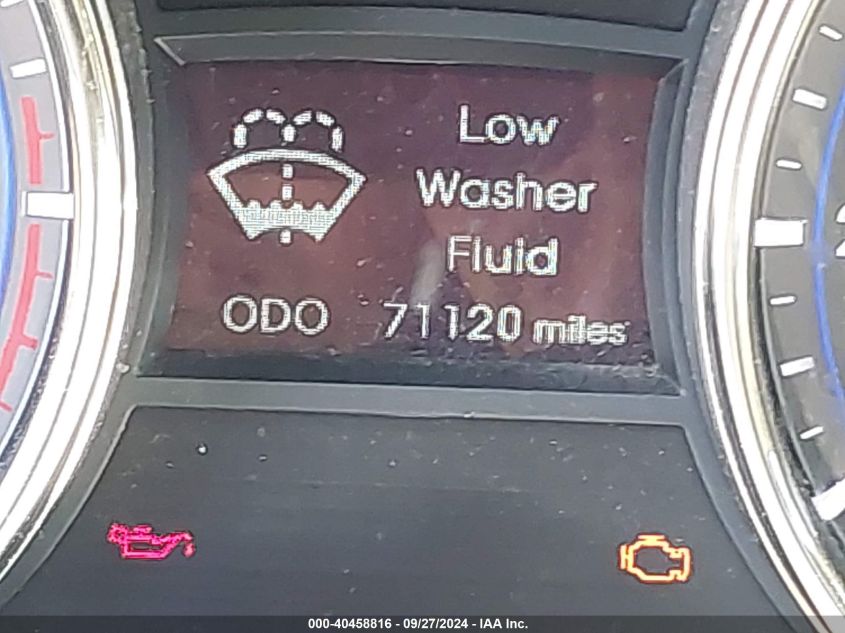 Low
Washer
Fluid
ODO 71120 miles
000-40458816 - 09/27/2024 - IAA Inc.